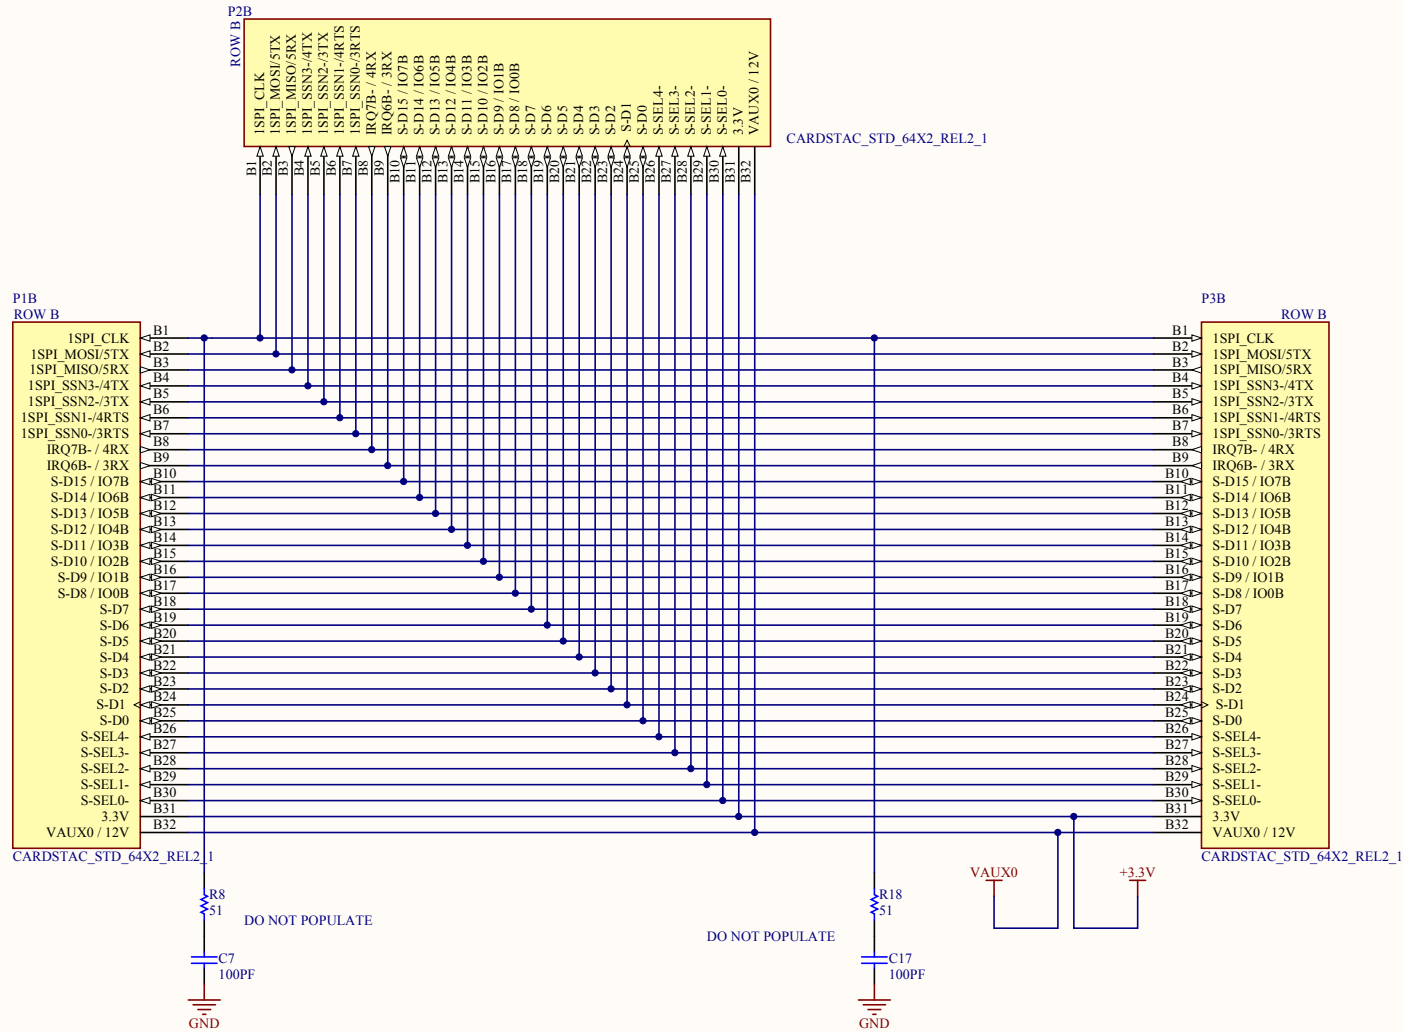 P2B
ROW B
1SPI_CLK
1SPI_MOSI/5TX
1SPI_MISO/5RX
1SPI_SSN3-/4TX
1SPI_SSN2-/3TX
1SPI_SSN1-/4RTS
1SPI_SSN0-/3RTS
IRQ7B- / 4RX
IRQ6B- / 3RX
S-D15 / IO7B
S-D14 / IO6B
S-D13 / IO5B
S-D12 / IO4B
S-D11 / IO3B
S-D10 / IO2B
S-D9 / IO1B
S-D8 / IO0B
S-D7
S-D6
S-D5
S-D4
S-D3
S-D2
S-D1
S-D0
S-SEL4-
S-SEL3-
S-SEL2-
S-SEL1-
S-SEL0-
3.3V
VAUX0 / 12V
CARDSTAC_STD_64X2_REL2_1
B1
B2
B3
B4
B5
B6
B7
B8
B9
B10
B11
B12
B13
B14
B15
B16
B17
B18
B19
B20
B21
B22
B23
B24
B25
B26
B27
B28
B29
B30
B31
B32
P1B
ROW B
1SPI_CLK B1
1SPI_MOSI/5TX B2
1SPI_MISO/5RX B3
1SPI_SSN3-/4TX B4
1SPI_SSN2-/3TX B5
1SPI_SSN1-/4RTS B6
1SPI_SSN0-/3RTS B7
IRQ7B- / 4RX B8
IRQ6B- / 3RX B9
S-D15 / IO7B B10
S-D14 / IO6B B11
S-D13 / IO5B B12
S-D12 / IO4B B13
S-D11 / IO3B B14
S-D10 / IO2B B15
S-D9 / IO1B B16
S-D8 / IO0B B17
S-D7 B18
S-D6 B19
S-D5 B20
S-D4 B21
S-D3 B22
S-D2 B23
S-D1 B24
S-D0 B25
S-SEL4- B26
S-SEL3- B27
S-SEL2- B28
S-SEL1- B29
S-SEL0- B30
3.3V B31
VAUX0 / 12V B32
CARDSTAC_STD_64X2_REL2_1
P3B
ROW B
B1 1SPI_CLK
B2 1SPI_MOSI/5TX
B3 1SPI_MISO/5RX
B4 1SPI_SSN3-/4TX
B5 1SPI_SSN2-/3TX
B6 1SPI_SSN1-/4RTS
B7 1SPI_SSN0-/3RTS
B8 IRQ7B- / 4RX
B9 IRQ6B- / 3RX
B10 S-D15 / IO7B
B11 S-D14 / IO6B
B12 S-D13 / IO5B
B13 S-D12 / IO4B
B14 S-D11 / IO3B
B15 S-D10 / IO2B
B16 S-D9 / IO1B
B17 S-D8 / IO0B
B18 S-D7
B19 S-D6
B20 S-D5
B21 S-D4
B22 S-D3
B23 S-D2
B24 S-D1
B25 S-D0
B26 S-SEL4-
B27 S-SEL3-
B28 S-SEL2-
B29 S-SEL1-
B30 S-SEL0-
B31 3.3V
B32 VAUX0 / 12V
CARDSTAC_STD_64X2_REL2_1
R8
51
DO NOT POPULATE
C7
100PF
GND
R18
51
DO NOT POPULATE
C17
100PF
GND
VAUX0
+3.3V